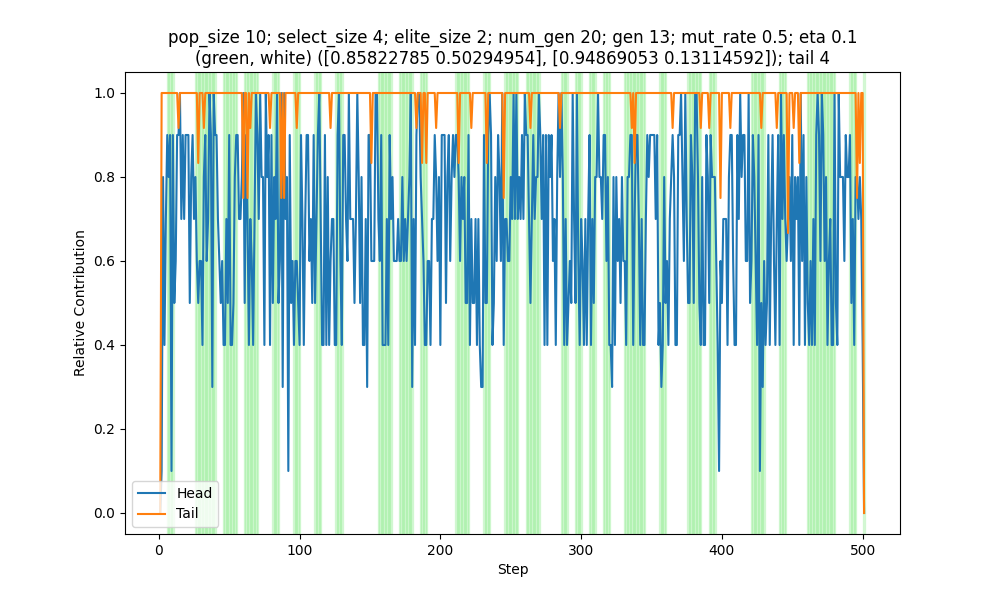 pop_size 10; select_size 4; elite_size 2; num_gen 20; gen 13; mut_rate 0.5; eta 0.1
(green, white) ([0.85822785 0.50294954], [0.94869053 0.13114592]); tail 4
1.0
0.8
0.6
0.4
0.2
0.0
Relative Contribution
Head
Tail
0
100
200
300
400
500
Step